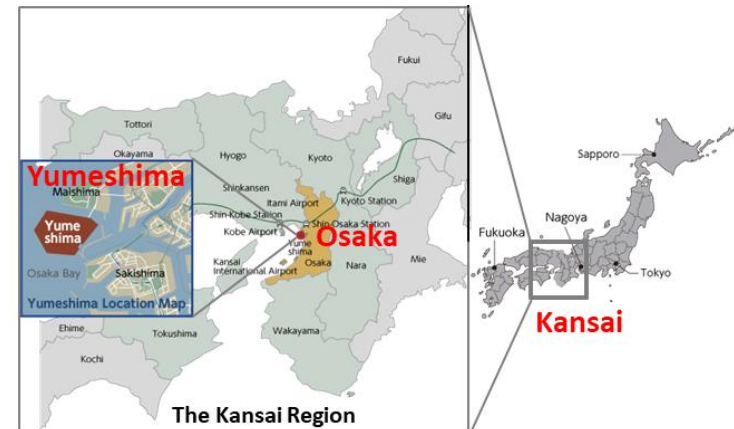 Fukui
Gifu
Tottori
Okayama
Hyogo
Kyoto
Shiga
Yumeshima
Maishima
Yume
shima
Osaka Bay
Sakishima
Yumeshima Location Map
Shinkansen
Itami Airport
Kyoto Station
Shin-Kobe Station
Shin-Osaka Station
Kobe Airport
Yume
shima
Osaka
Kansai
International Airport
Osaka
Nara
Mie
Ehime
Tokushima
Wakayama
Kochi
The Kansai Region
Sapporo
Nagoya
Fukuoka
Tokyo
Kansai